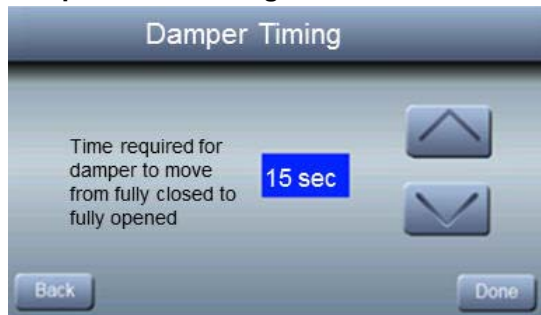 Damper Timing
Time required for
damper to move
from fully closed to
fully opened
15 sec
Back
Done